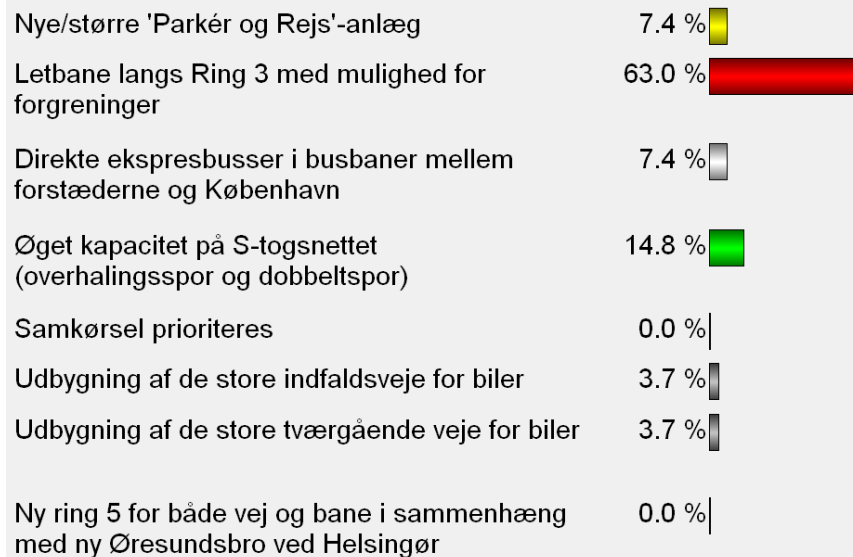 Nye/større 'Parkér og Rejs'-anlæg 7.4 %
Letbane langs Ring 3 med mulighed for 63.0 %
forgreninger
Direkte ekspresbusser i busbaner mellem 7.4 %
forstæderne og København
Øget kapacitet på S-togsnettet 14.8 %
(overhalingsspor og dobbeltspor)
Samkørsel prioriteres 0.0 %
Udbygning af de store indfaldsveje for biler 3.7 %
Udbygning af de store tværgående veje for biler 3.7 %
Ny ring 5 for både vej og bane i sammenhæng 0.0 %
med ny Øresundsbro ved Helsingør